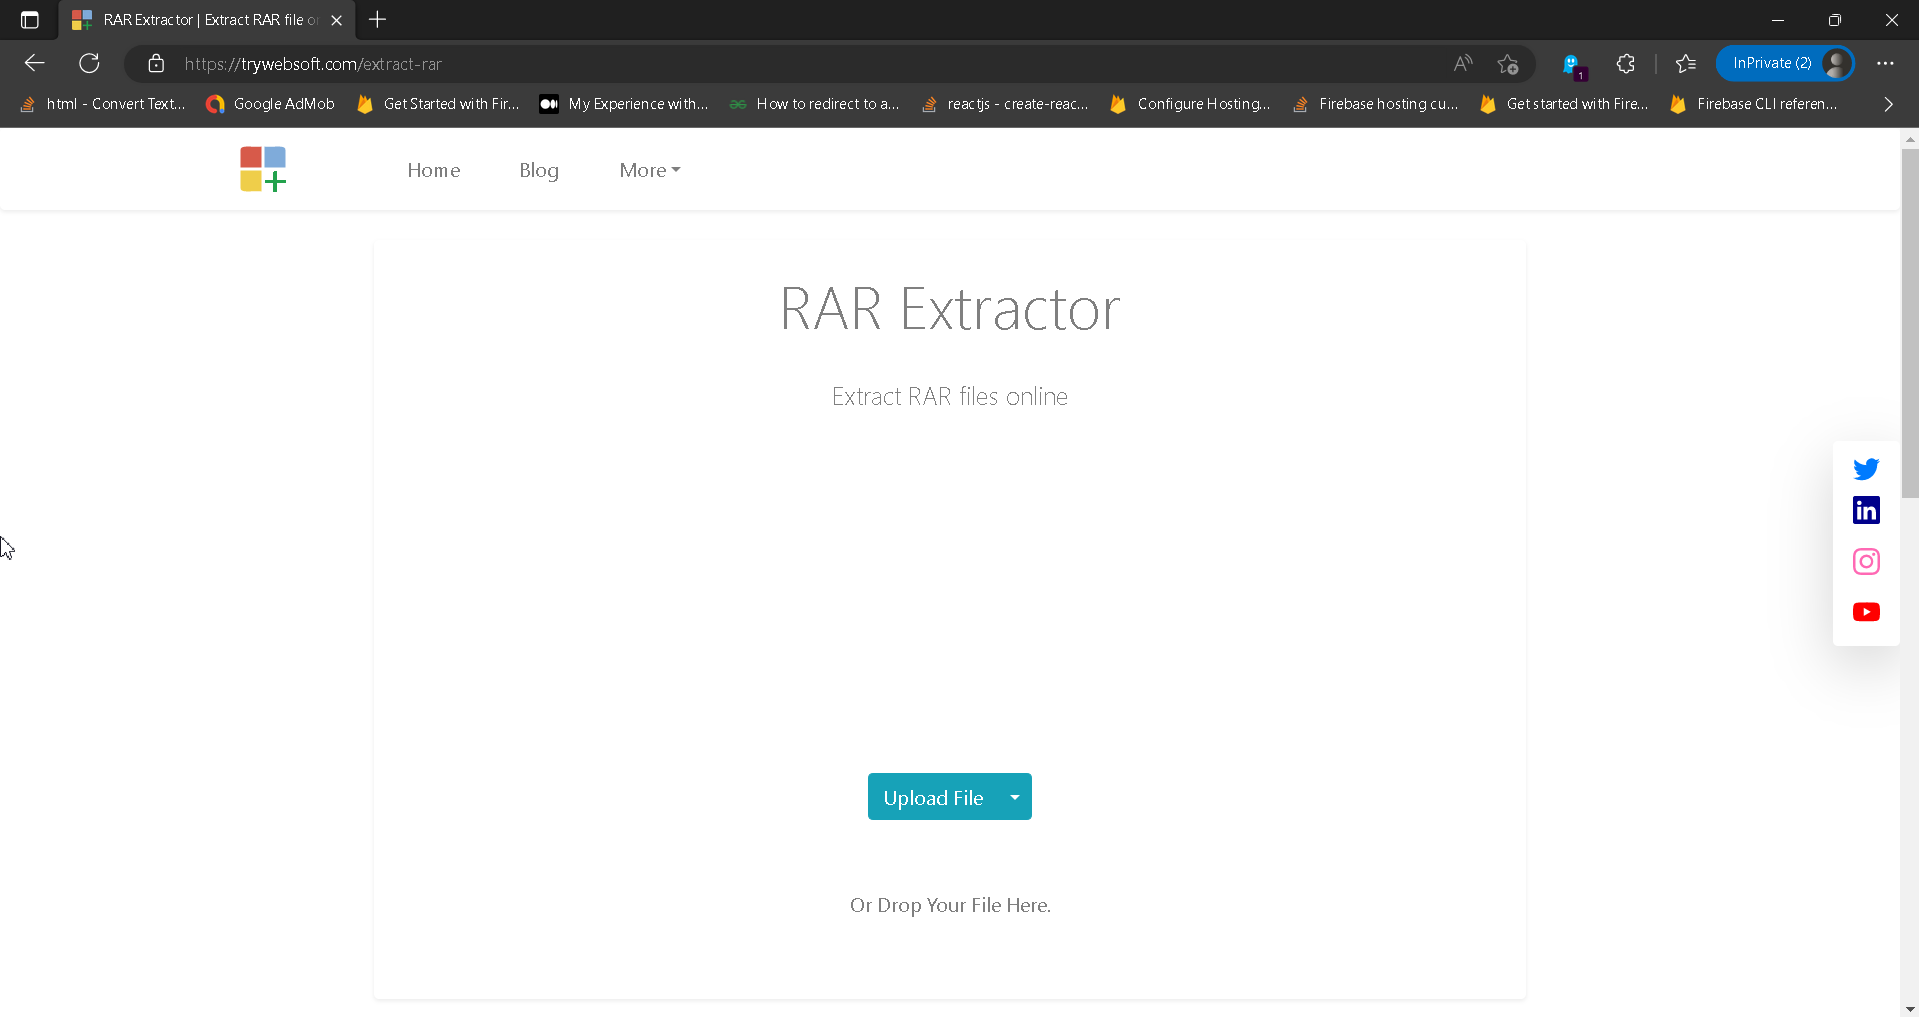 RAR Extractor | Extract RAR file o
https://trywebsoft.com/extract-rar
A
1
InPrivate (2)
html - Convert Text...
Google AdMob
Get Started with Fir...
My Experience with...
How to redirect to a...
reactjs - create-reac...
Configure Hosting...
Firebase hosting cu...
Get started with Fire...
Firebase CLI referen...
Home
Blog
More
RAR Extractor
Extract RAR files online
in
Upload File
Or Drop Your File Here.